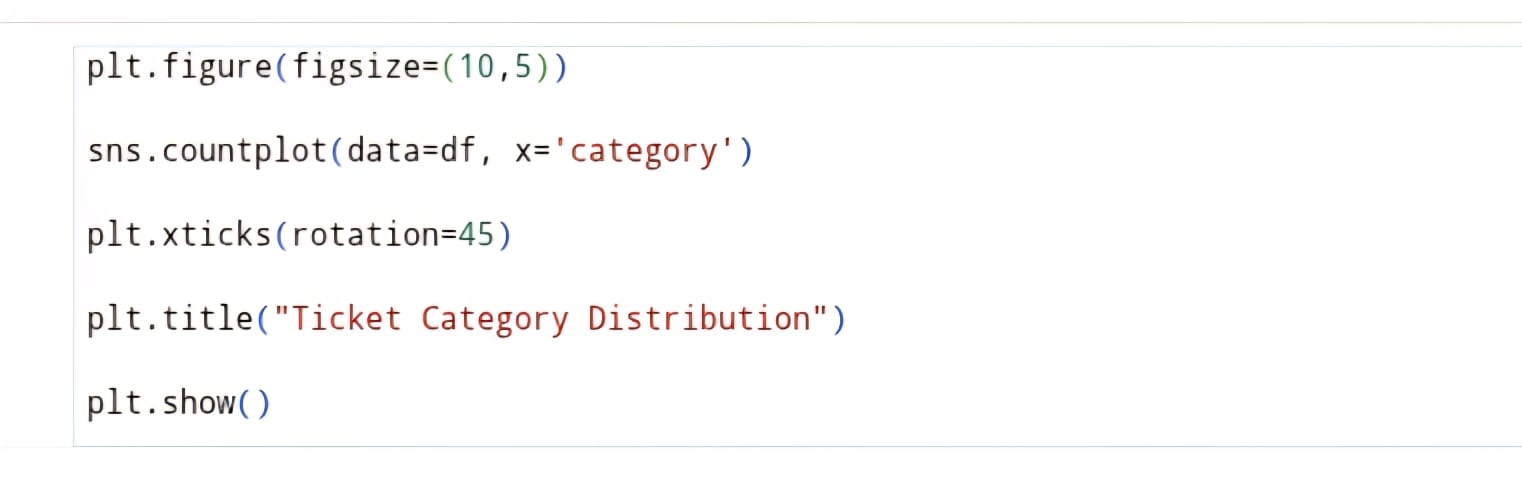 plt.figure(figsize=(10,5))
sns.countplot(data=df, x='category')
plt.xticks(rotation=45)
plt.title("Ticket Category Distribution")
plt.show()